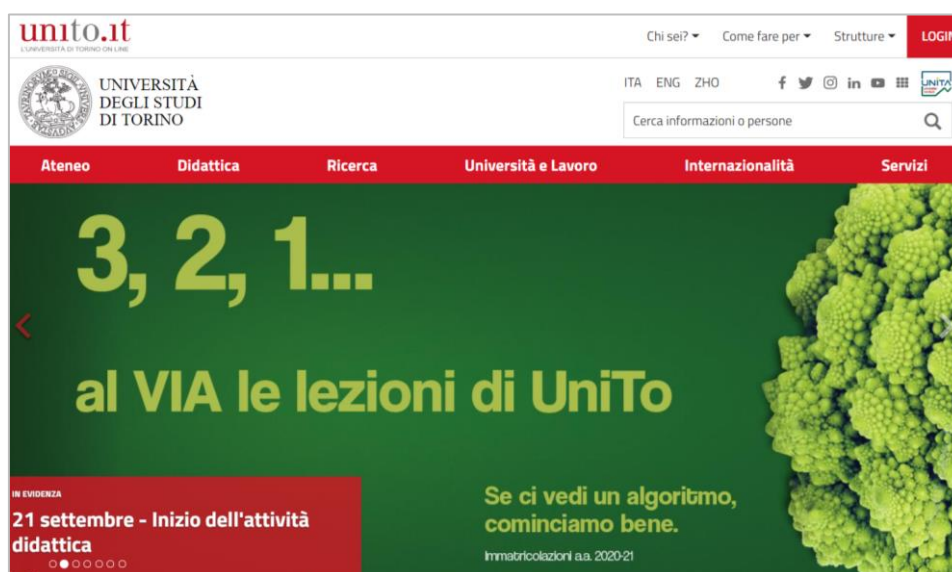 unito.it
L'UNIVERSITÀ DI TORINO ON LINE
Chi sei? Come fare per Strutture LOGIN
UNIVERSITÀ
DEGLI STUDI
DI TORINO
ITA ENG ZHO
UNITA
Cerca informazioni o persone
Ateneo Didattica Ricerca Università e Lavoro Internazionalità Servizi
3, 2, 1...
al VIA le lezioni di UniTo
IN EVIDENZA
21 settembre - Inizio dell'attività
didattica
Se ci vedi un algoritmo,
cominciamo bene.
Immatricolazioni a.a. 2020-21